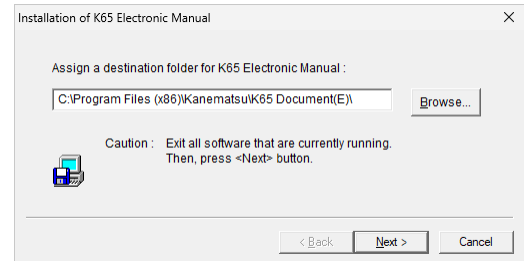 Installation of K65 Electronic Manual
Assign a destination folder for K65 Electronic Manual :
C:\Program Files (x86)\Kanematsu\K65 Document(E)\
Browse...
Caution : Exit all software that are currently running.
Then, press <Next> button.
< Back
Next >
Cancel